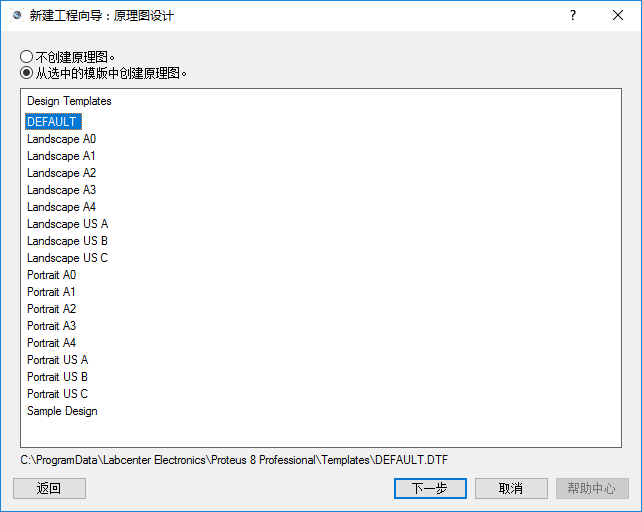 新建工程向导：原理图设计
?
不创建原理图。
从选中的模版中创建原理图。
Design Templates
DEFAULT
Landscape A0
Landscape A1
Landscape A2
Landscape A3
Landscape A4
Landscape US A
Landscape US B
Landscape US C
Portrait A0
Portrait A1
Portrait A2
Portrait A3
Portrait A4
Portrait US A
Portrait US B
Portrait US C
Sample Design
C:\ProgramData\Labcenter Electronics\Proteus 8 Professional\Templates\DEFAULT.DTF
返回 下一步 取消 帮助中心